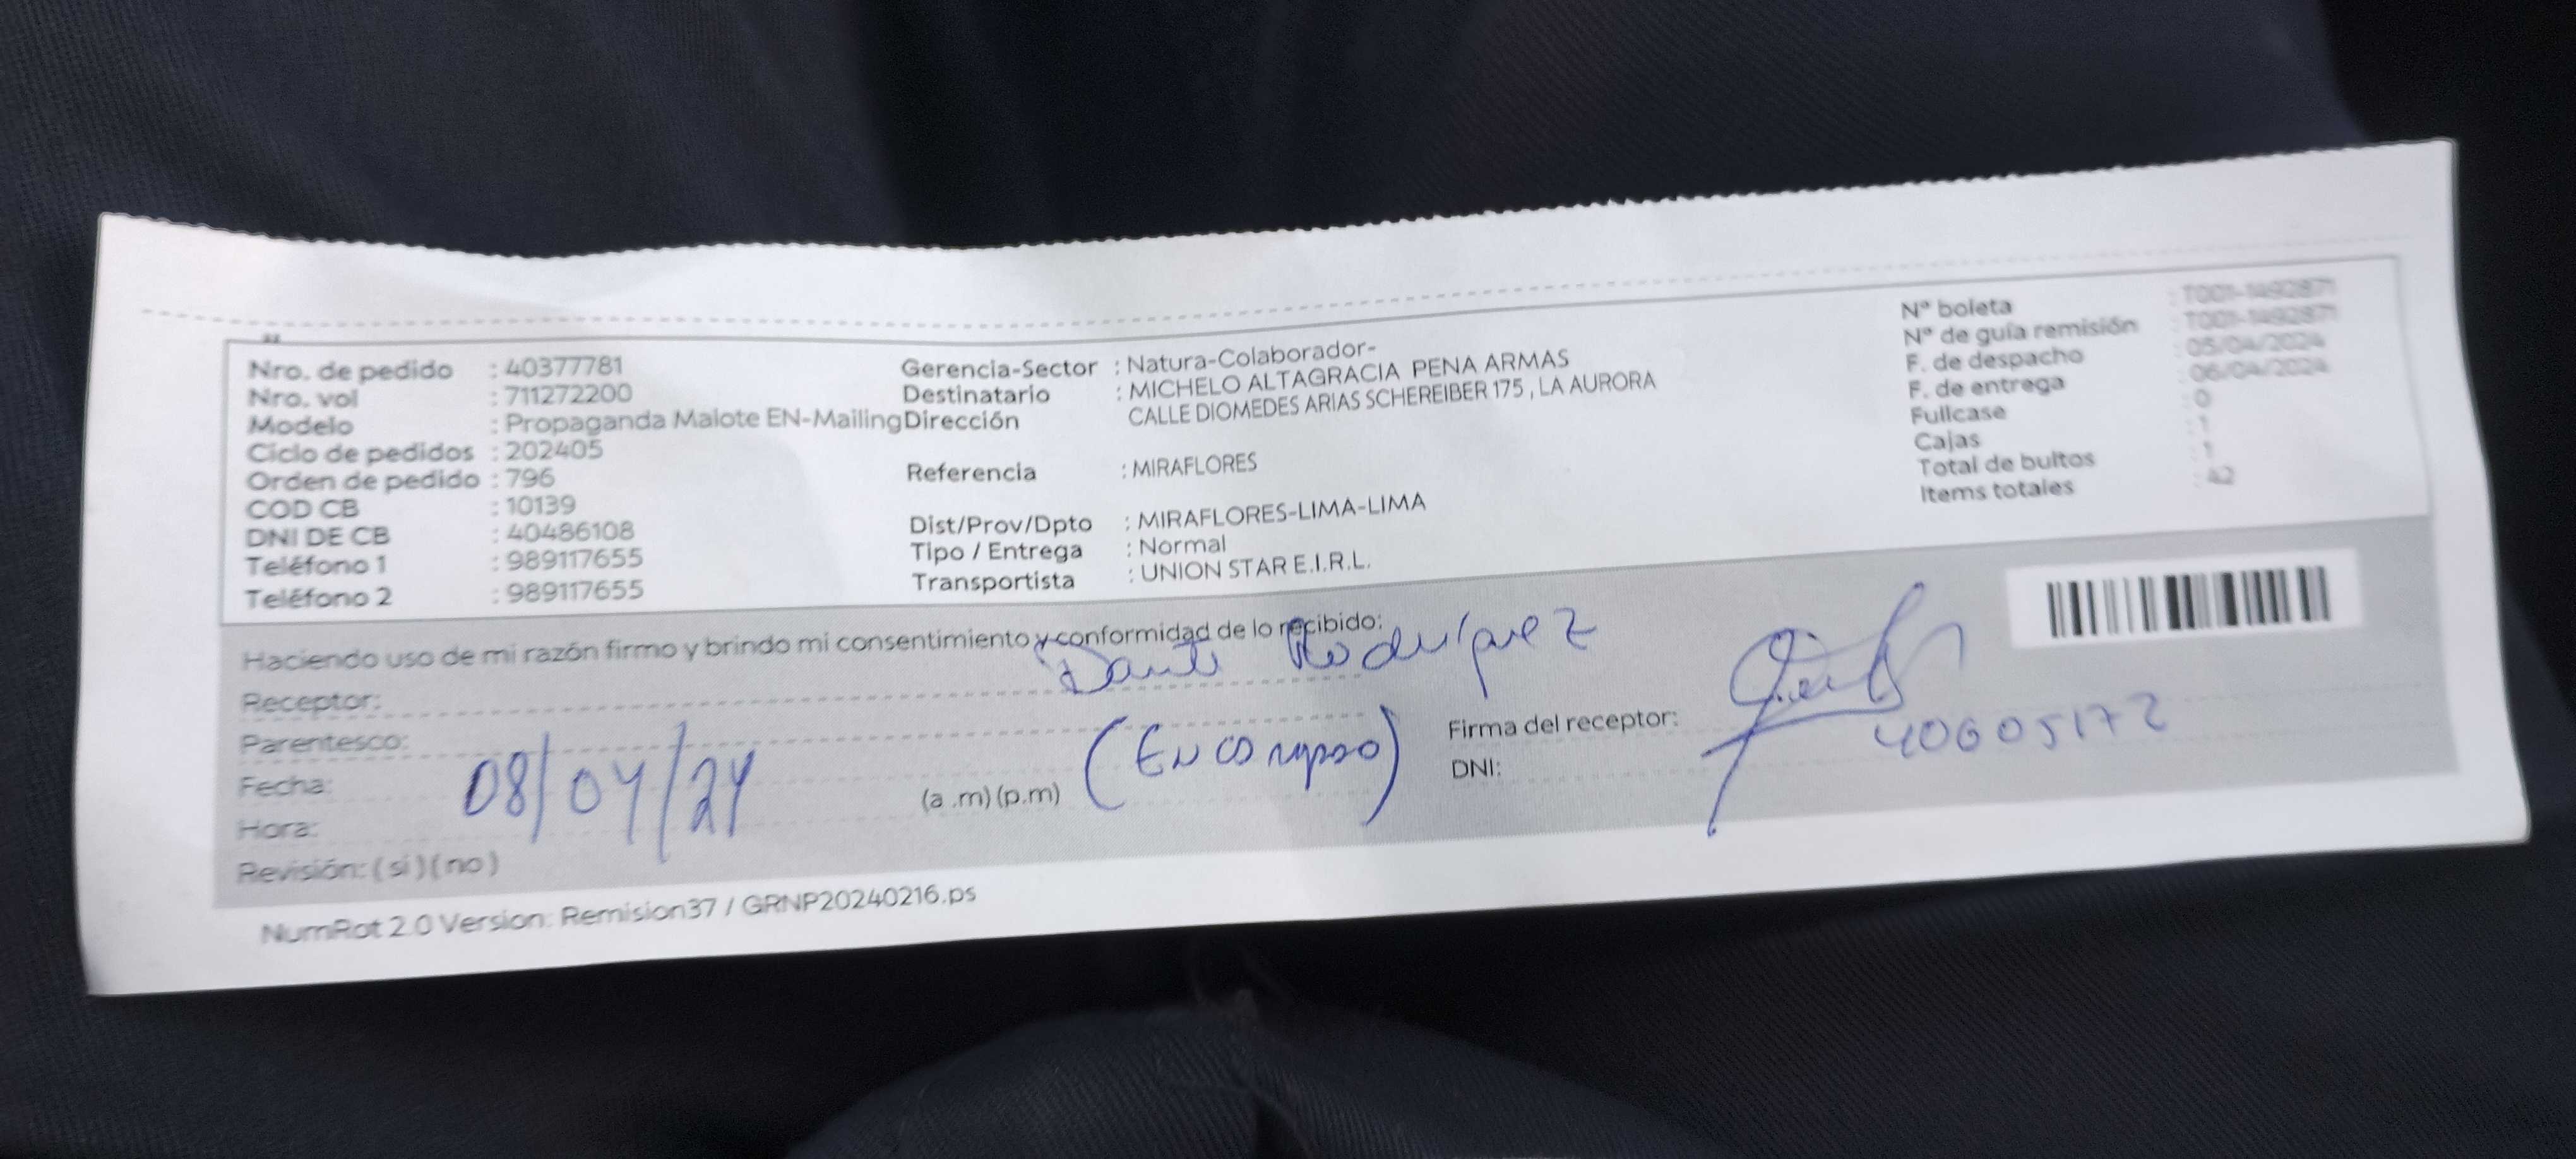 Nro. de pedido : 40377781
Nro. vol : 711272200
Modelo : Propaganda Malote EN-Mailing
Ciclo de pedidos : 202405
Orden de pedido : 796
COD CB : 10139
DNI DE CB : 40486108
Teléfono 1 : 989117655
Teléfono 2 : 989117655
Gerencia-Sector : Natura-Colaborador-
Destinatario : MICHELO ALTAGRACIA PENA ARMAS
Dirección CALLE DIOMEDES ARIAS SCHEREIBER 175 , LA AURORA
Referencia : MIRAFLORES
Dist/Prov/Dpto : MIRAFLORES-LIMA-LIMA
Tipo / Entrega : Normal
Transportista : UNION STAR E.I.R.L.
N° boleta : T001-1492871
N° de guía remisión : T001-1492871
F. de despacho : 05/04/2024
F. de entrega : 06/04/2024
Fullcase : 0
Cajas : 1
Total de bultos : 1
Items totales : 42
Haciendo uso de mi razón firmo y brindo mi consentimiento y conformidad de lo recibido:
Receptor: Rodriguez
Parentesco:
Fecha: 08/04/24
Hora: (a .m) (p.m)
Revisión: ( si ) ( no )
Firma del receptor:
DNI: 40605172
NumRot 2.0 Version: Remision37 / GRNP20240216.ps